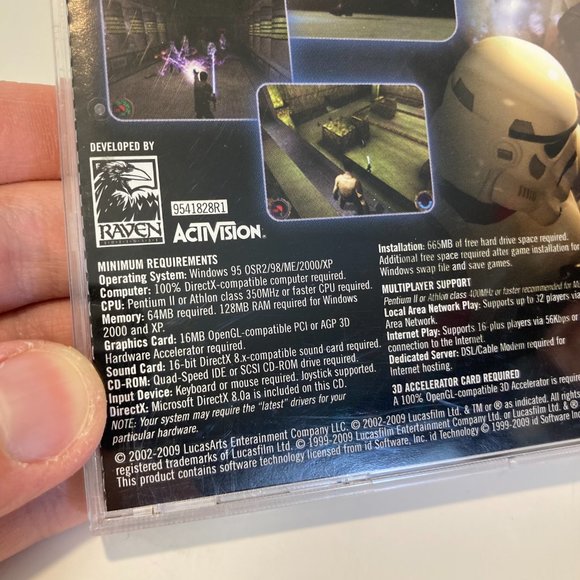 DEVELOPED BY
RAVEN
9541828R1
ACTIVISION
MINIMUM REQUIREMENTS
Operating System: Windows 95 OSR2/98/ME/2000/XP
Computer: 100% DirectX-compatible computer required.
CPU: Pentium II or Athlon class 350MHz or faster CPU required.
Memory: 64MB required. 128MB RAM required for Windows
2000 and XP.
Graphics Card: 16MB OpenGL-compatible PCI or AGP 3D
Hardware Accelerator required.
Sound Card: 16-bit DirectX 8.x-compatible sound card required.
CD-ROM: Quad-Speed IDE or SCSI CD-ROM drive required.
Input Device: Keyboard or mouse required. Joystick supported.
DirectX: Microsoft DirectX 8.0a is included on this CD.
NOTE: Your system may require the "latest" drivers for your
particular hardware.
Installation: 665MB of free hard drive space required.
Additional free space required after game installation for
Windows swap file and save games.
MULTIPLAYER SUPPORT
Pentium II or Athlon class 400MHz or faster recommended for
Local Area Network Play: Supports up to 32 players via
Area Network.
Internet Play: Supports 16-plus players via 56Kbps or
connection to the Internet.
Dedicated Server: DSL/Cable Modem required for
Internet hosting.
3D ACCELERATOR CARD REQUIRED
A 100% OpenGL-compatible 3D Accelerator is
© 2002-2009 LucasArts Entertainment Company LLC. © 2002-2009 Lucasfilm Ltd. & TM or ® as indicated. All
registered trademarks of Lucasfilm Ltd. © 1999-2009 Lucasfilm Entertainment Company Ltd. or Lucasfilm Ltd. & ®
This product contains software technology licensed from id Software, Inc. id Technology © 1999-2009 id Software